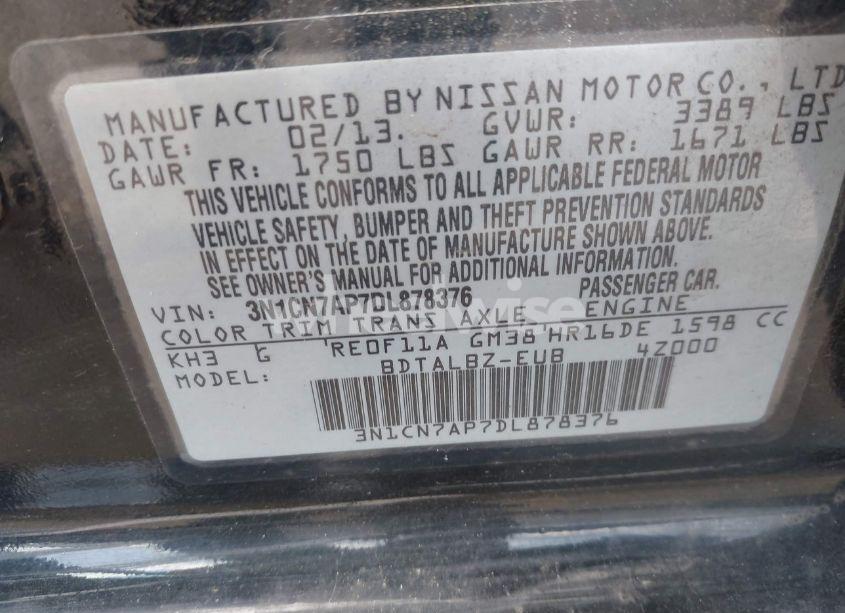 MANUFACTURED BY NISSAN MOTOR CO., LTD
DATE: 02/13. GVWR: 3389 LBS
GAWR FR: 1750 LBS GAWR RR: 1671 LBS
THIS VEHICLE CONFORMS TO ALL APPLICABLE FEDERAL MOTOR
VEHICLE SAFETY, BUMPER AND THEFT PREVENTION STANDARDS
IN EFFECT ON THE DATE OF MANUFACTURE SHOWN ABOVE.
SEE OWNER'S MANUAL FOR ADDITIONAL INFORMATION.
VIN: 3N1CN7AP7DL878376 PASSENGER CAR.
COLOR TRIM TRANS AXLE ENGINE
KH3 G RE0F11A GM38 HR16DE 1598 CC
MODEL: BDTALBZ-EUB 4Z000
3N1CN7AP7DL878376